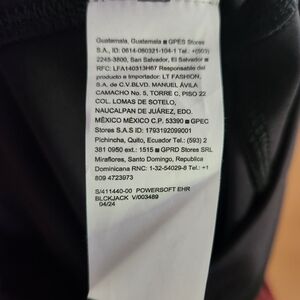 Guatemala, Guatemala ■ GPES Stores
S.A., ID: 0614-080321-104-1 Tel.: +(503)
2245-3800, San Salvador, El Salvador ■
RFC: LFA140313H67 Responsable del
producto e Importador: LT FASHION,
S.A. de C.V. BLVD. MANUEL ÁVILA
CAMACHO No. 5, TORRE C, PISO 22
COL. LOMAS DE SOTELO,
NAUCALPAN DE JUÁREZ, EDO.
MÉXICO MÉXICO C.P. 53390 ■ GPEC
Stores S.A.S ID: 1793192099001
Pichincha, Quito, Ecuador Tel.: (593) 2
381 0950 ext.: 1515 ■ GPRD Stores SRL
Miraflores, Santo Domingo, Republica
Dominicana RNC: 1-32-54029-8 Tel.: +1
809 4723973
S/411440-00 POWERSOFT EHR
BLCKJACK V/003489
04/24